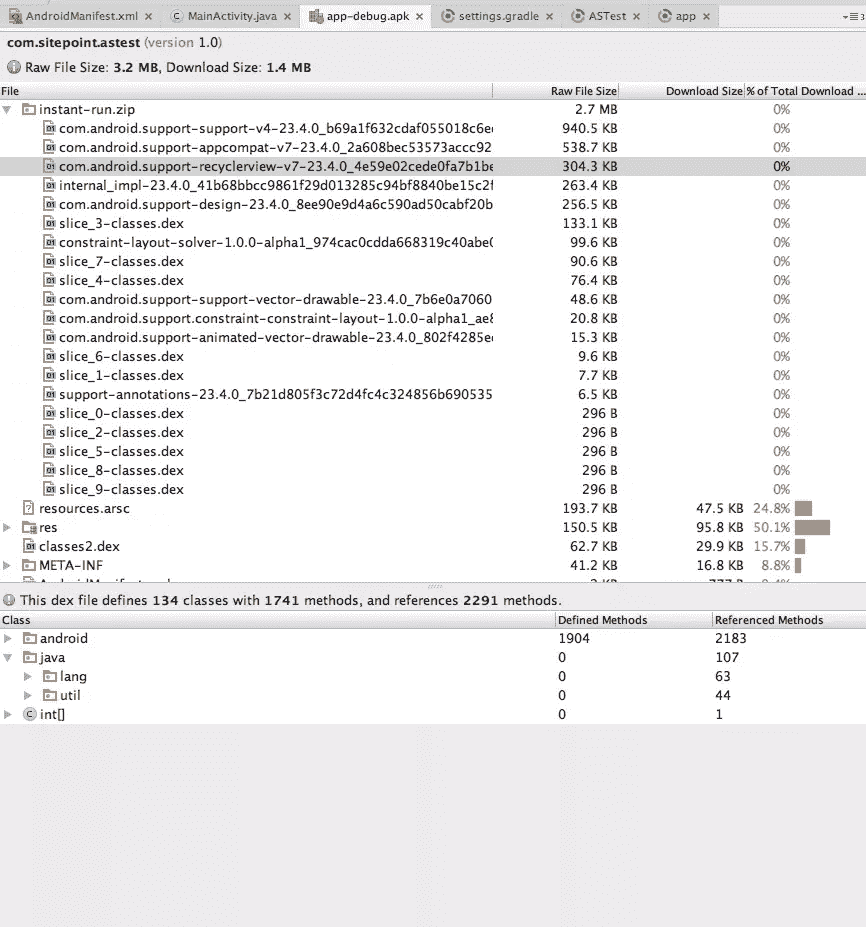 AndroidManifest.xml × MainActivity.java × app-debug.apk × settings.gradle × ASTest × app ×
com.sitepoint.astest (version 1.0)
Raw File Size: 3.2 MB, Download Size: 1.4 MB
File Raw File Size Download Size % of Total Download ...
instant-run.zip 2.7 MB 0%
com.android.support-support-v4-23.4.0_b69a1f632cdaf055018c6e 940.5 KB 0%
com.android.support-appcompat-v7-23.4.0_2a608bec53573accc92 538.7 KB 0%
com.android.support-recyclerview-v7-23.4.0_4e59e02cede0fa7b1be 304.3 KB 0%
internal_impl-23.4.0_41b68bbcc9861f29d013285c94bf8840be15c2f 263.4 KB 0%
com.android.support-design-23.4.0_8ee90e9d4a6c590ad50cabf20b 256.5 KB 0%
slice_3-classes.dex 133.1 KB 0%
constraint-layout-solver-1.0.0-alpha1_974cac0cdda668319c40abe0 99.6 KB 0%
slice_7-classes.dex 90.6 KB 0%
slice_4-classes.dex 76.4 KB 0%
com.android.support-support-vector-drawable-23.4.0_7b6e0a7060 48.6 KB 0%
com.android.support.constraint-constraint-layout-1.0.0-alpha1_ae8 20.8 KB 0%
com.android.support-animated-vector-drawable-23.4.0_802f4285e 15.3 KB 0%
slice_6-classes.dex 9.6 KB 0%
slice_1-classes.dex 7.7 KB 0%
support-annotations-23.4.0_7b21d805f3c72d4fc4c324856b690535 6.5 KB 0%
slice_0-classes.dex 296 B 0%
slice_2-classes.dex 296 B 0%
slice_5-classes.dex 296 B 0%
slice_8-classes.dex 296 B 0%
slice_9-classes.dex 296 B 0%
resources.arsc 193.7 KB 47.5 KB 24.8%
res 150.5 KB 95.8 KB 50.1%
classes2.dex 62.7 KB 29.9 KB 15.7%
META-INF 41.2 KB 16.8 KB 8.8%
This dex file defines 134 classes with 1741 methods, and references 2291 methods.
Class Defined Methods Referenced Methods
android 1904 2183
java 0 107
lang 0 63
util 0 44
int[] 0 1